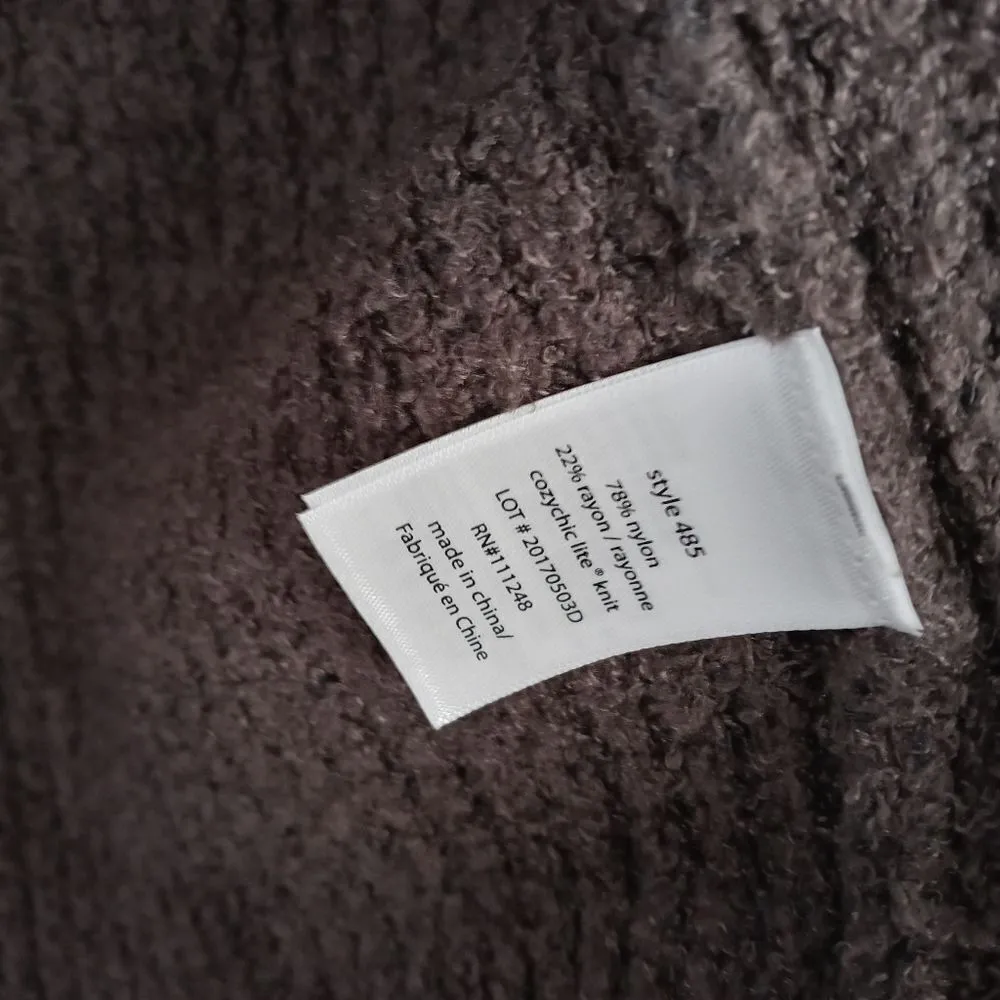 style 485
78% nylon
22% rayon / rayonne
cozychic lite ® knit
LOT # 20170503D
RN#111248
made in china/
Fabriqué en Chine